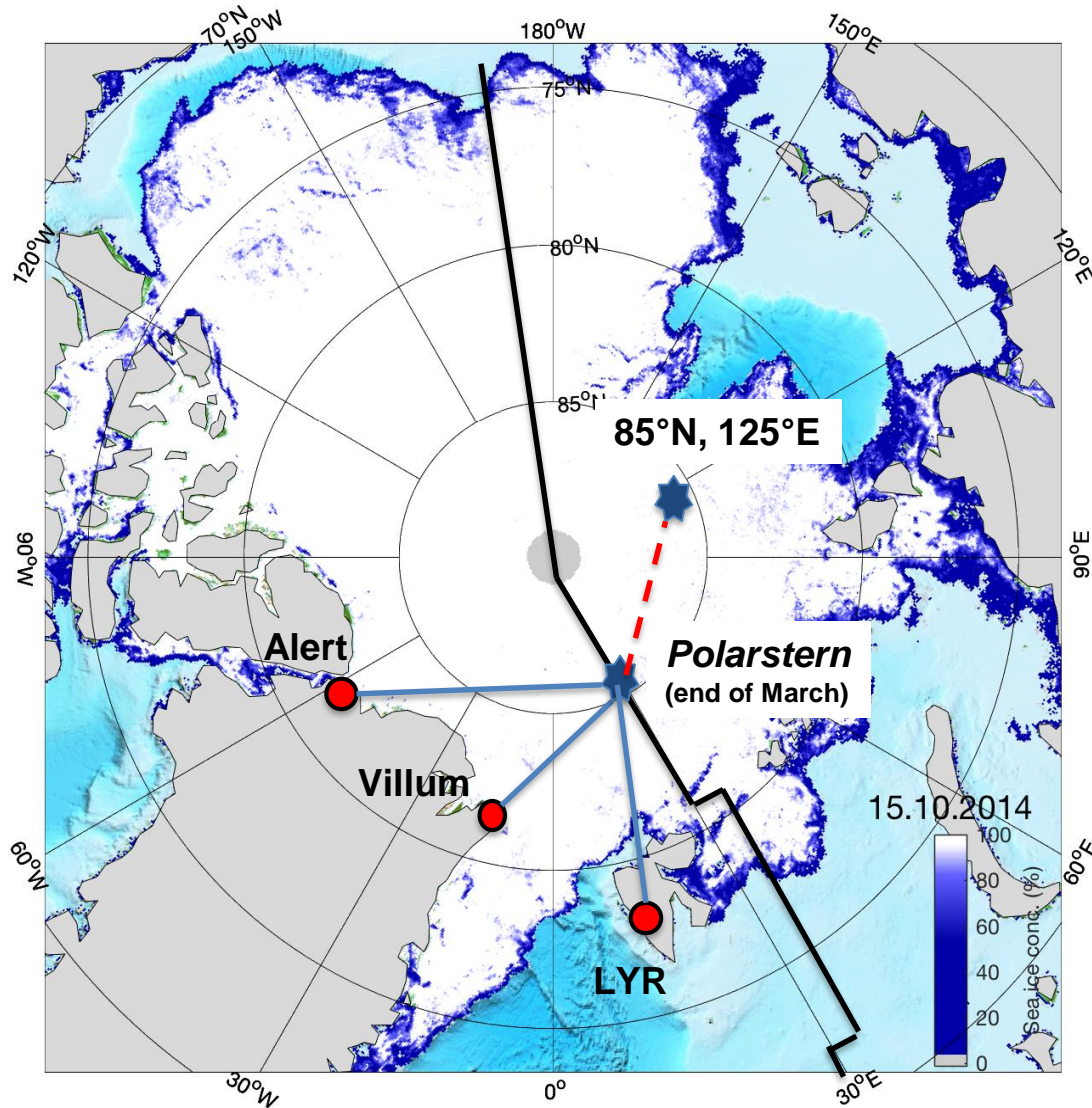 180°W
70°N
150°W
150°E
75°N
120°W
120°E
80°N
85°N
85°N, 125°E
90°W
90°E
Polarstern
(end of March)
Alert
Villum
15.10.2014
100
80
60
40
20
0
Sea ice conc. (%)
LYR
60°W
60°E
30°W
0°
30°E